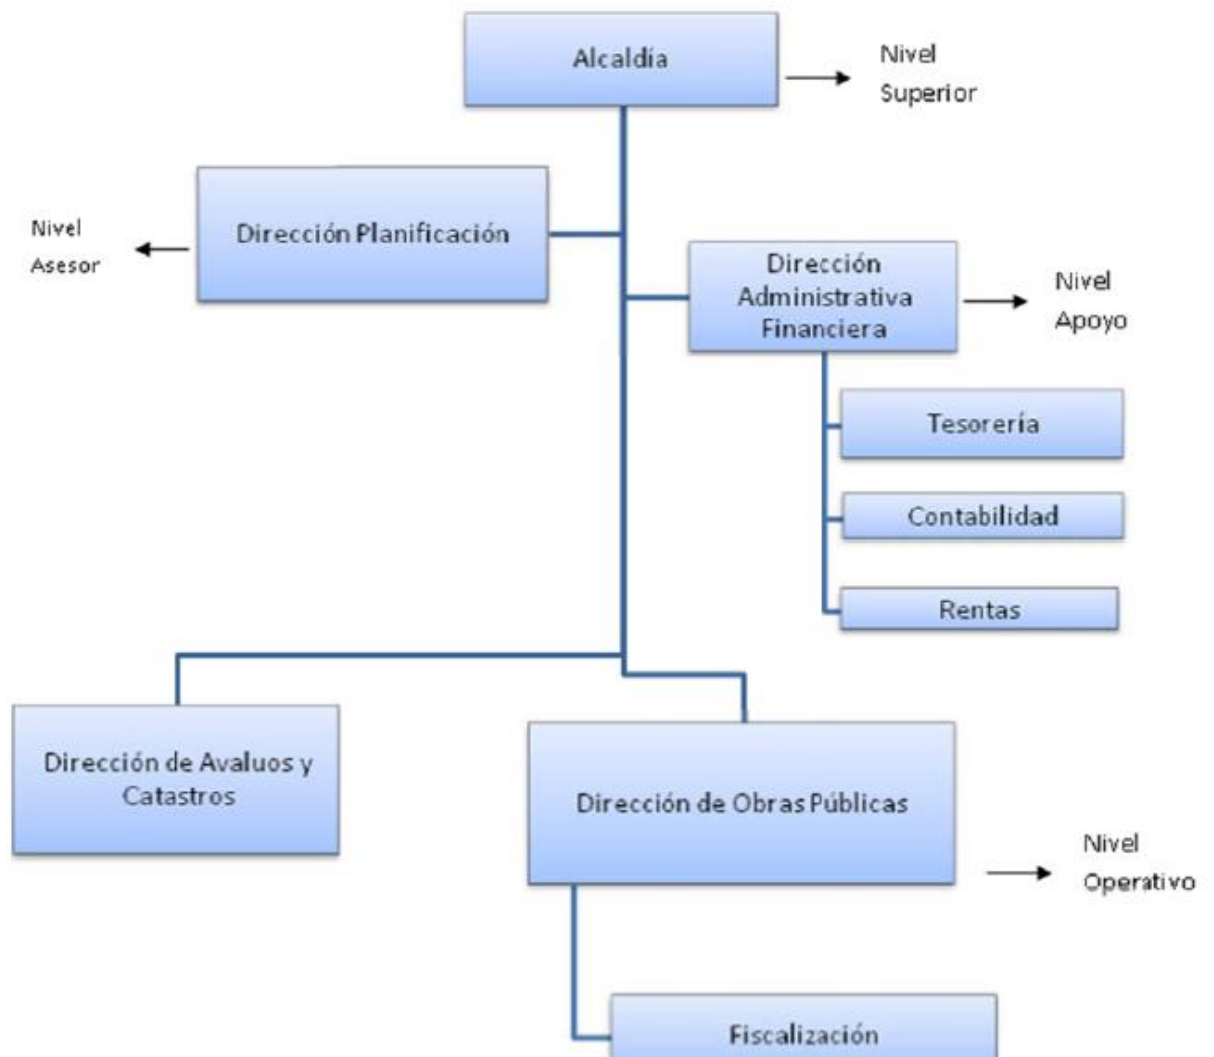 Alcaldía
Nivel
Superior
Dirección Planificación
Nivel
Asesor
Dirección
Administrativa
Financiera
Nivel
Apoyo
Tesorería
Contabilidad
Rentas
Dirección de Avaluos y
Catastros
Dirección de Obras Públicas
Nivel
Operativo
Fiscalización